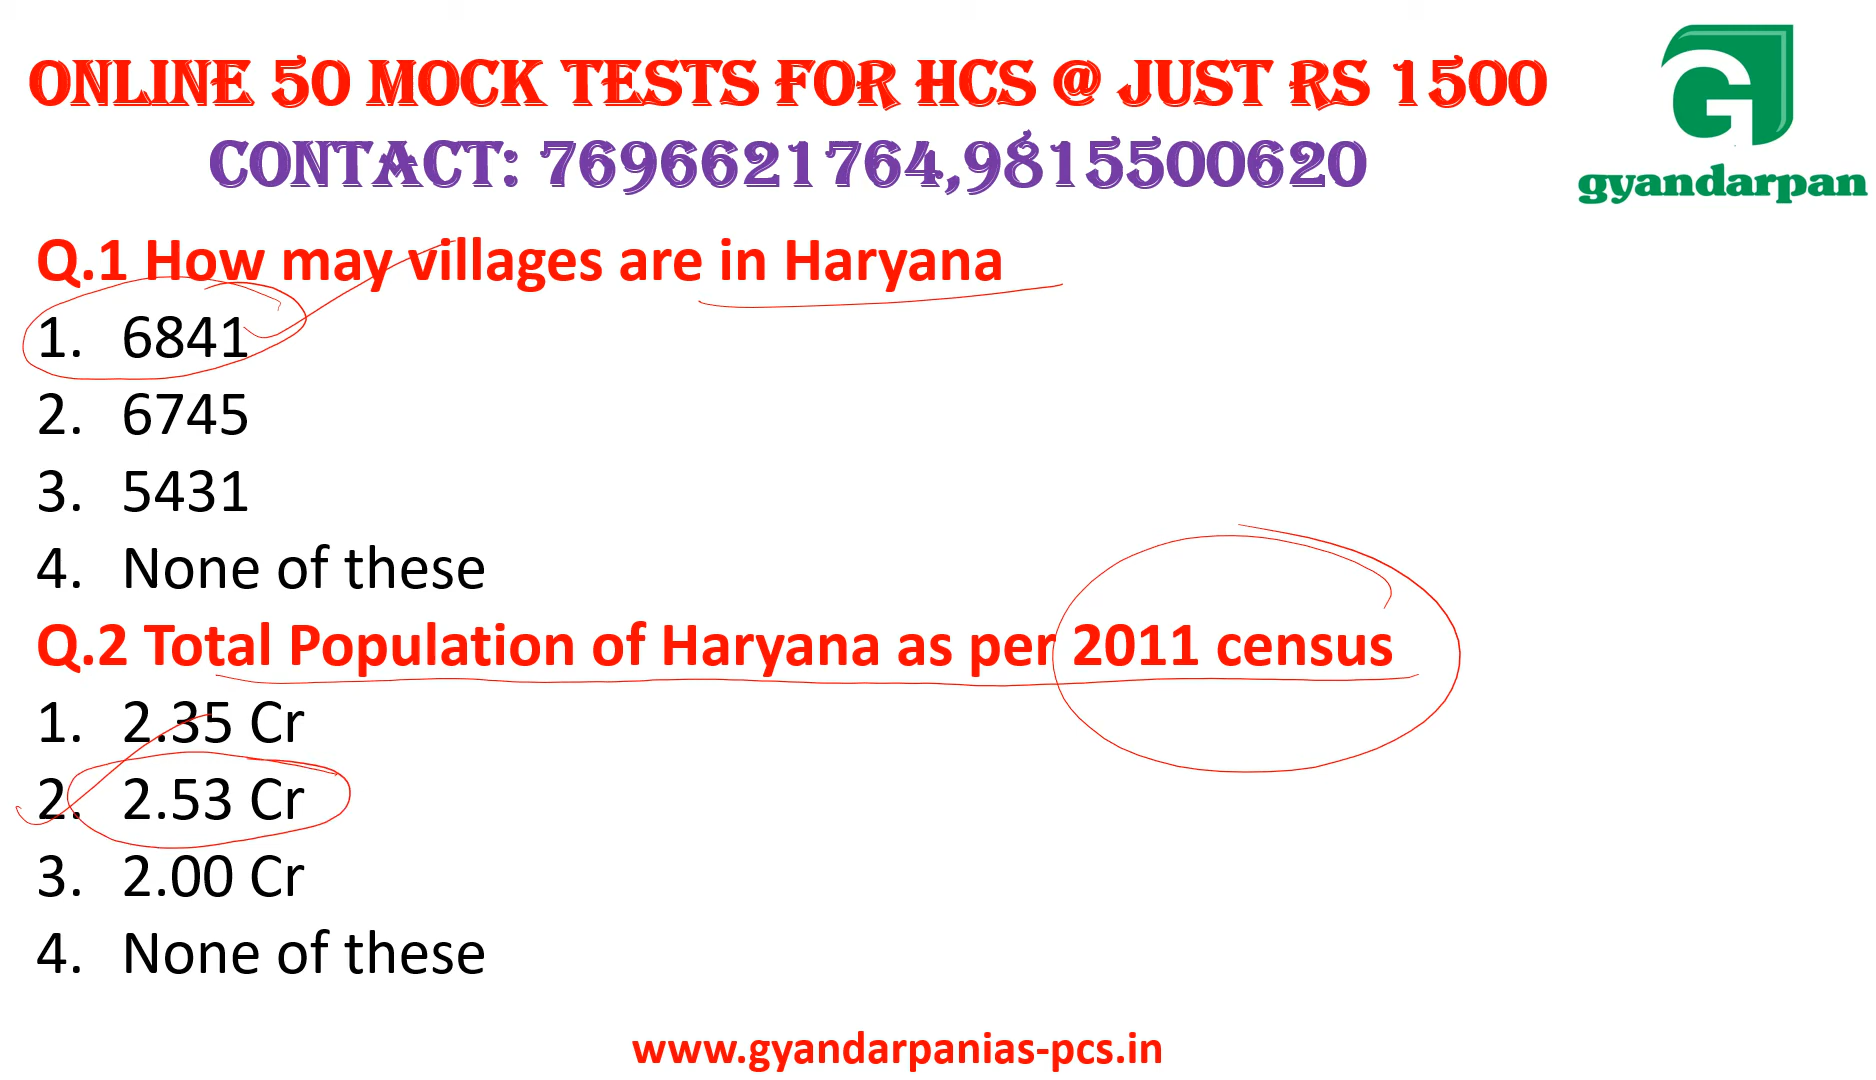 ONLINE 50 MOCK TESTS FOR HCS @ JUST RS 1500
CONTACT: 7696621764,9815500620
gyandarpan
Q.1 How may villages are in Haryana
1. 6841
2. 6745
3. 5431
4. None of these
Q.2 Total Population of Haryana as per 2011 census
1. 2.35 Cr
2. 2.53 Cr
3. 2.00 Cr
4. None of these
www.gyandarpanias-pcs.in